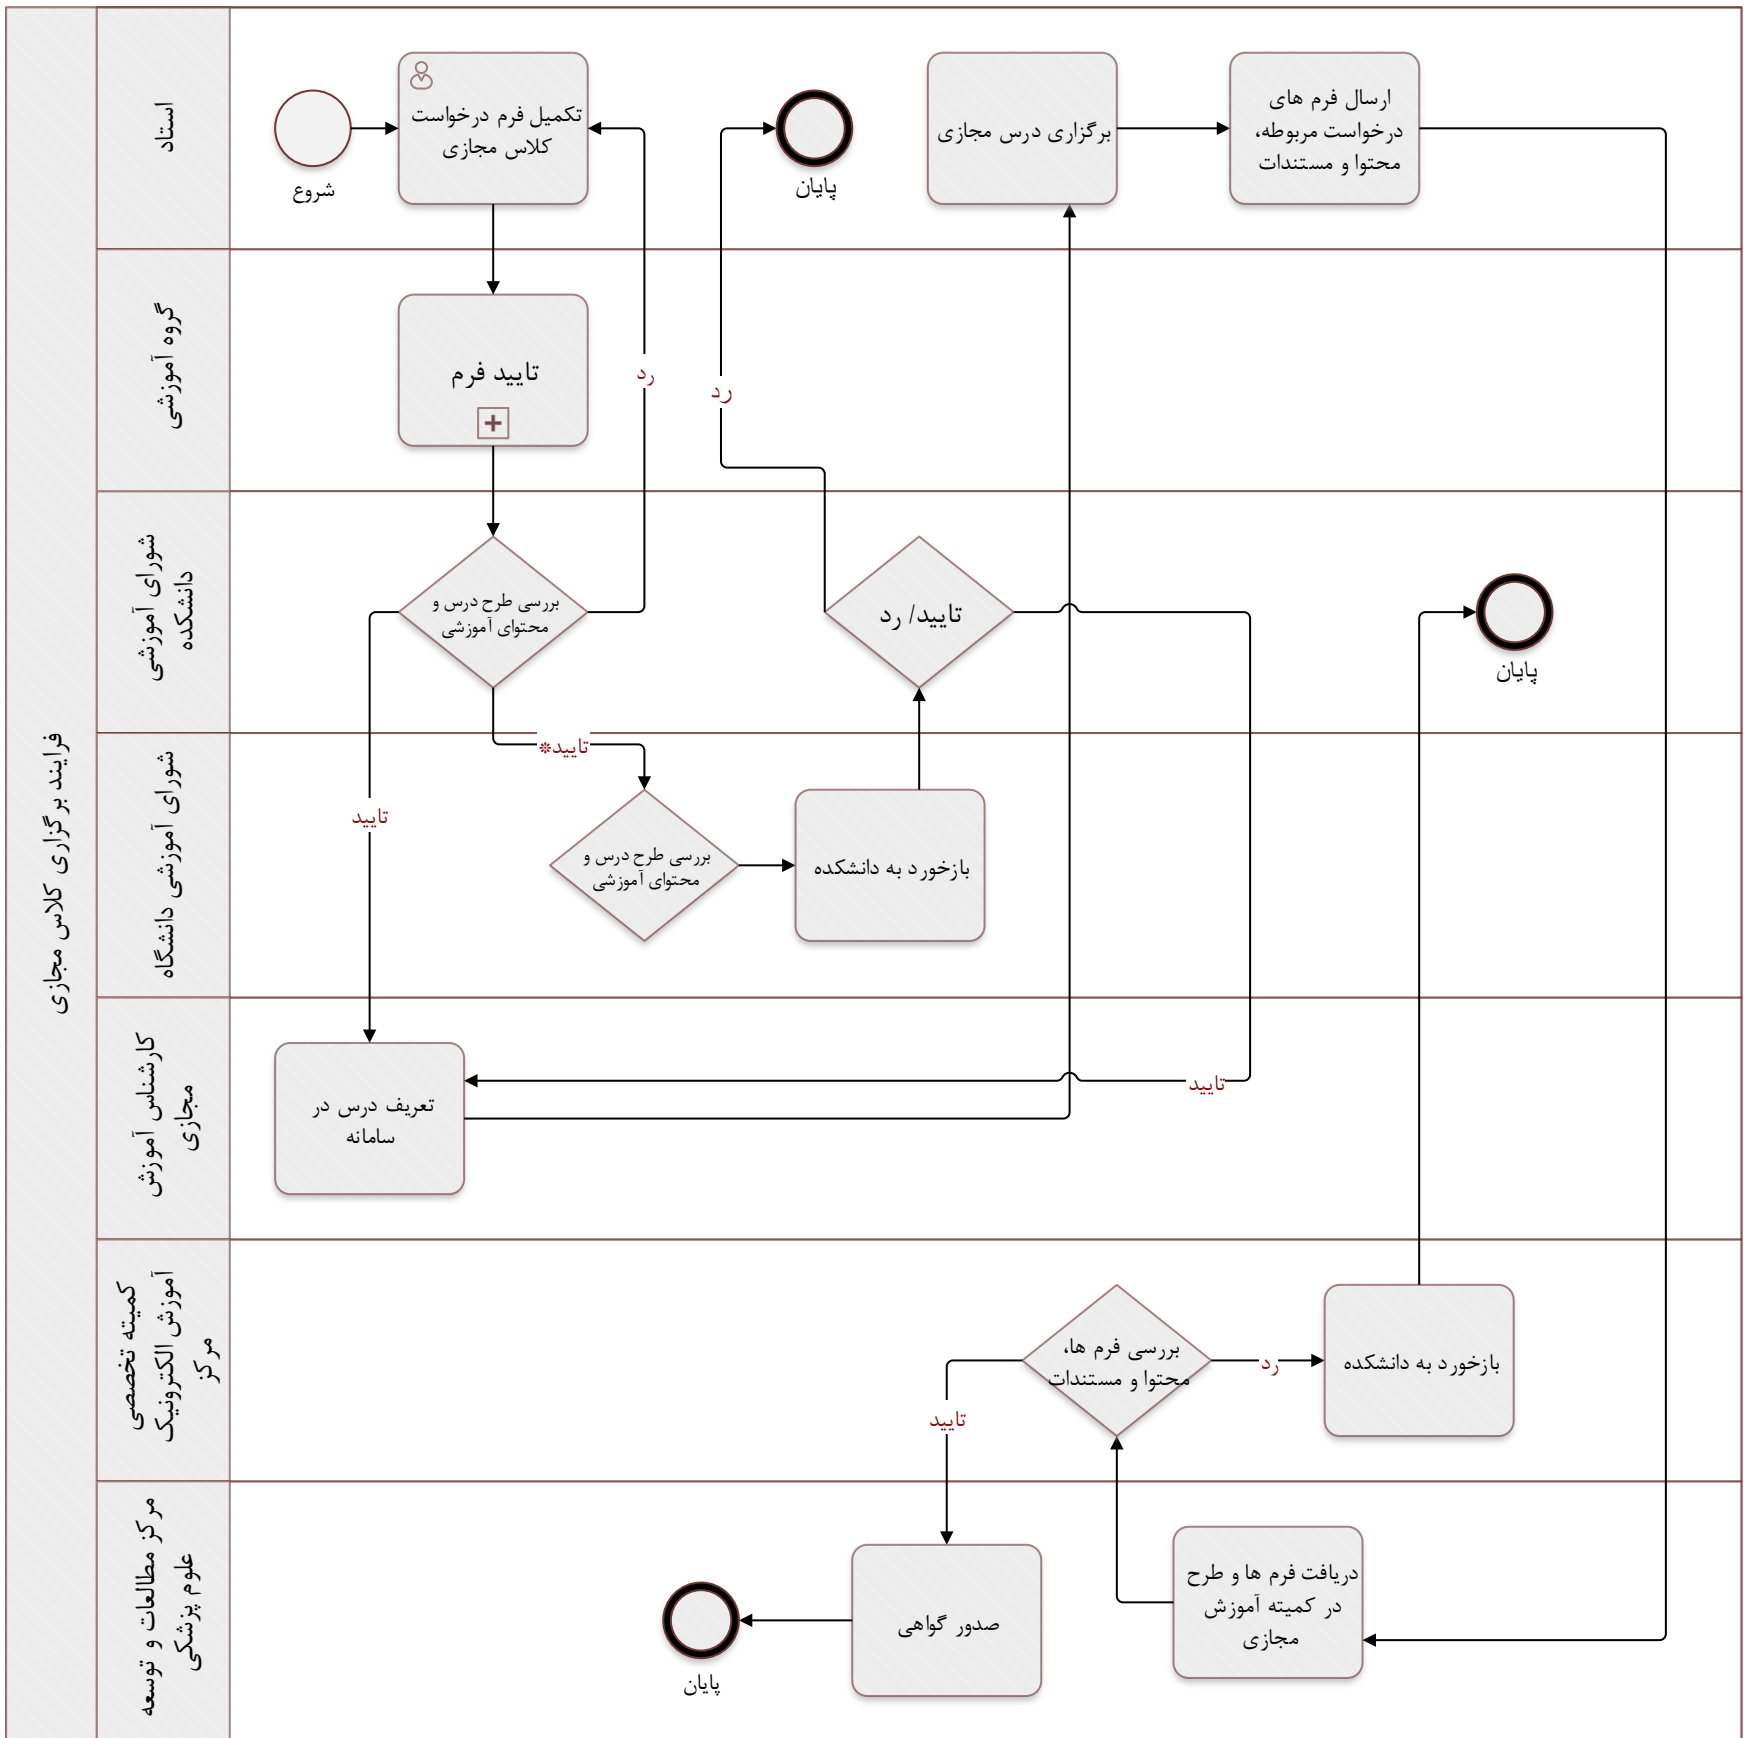 فرایند برگزاری کلاس مجازی
استاد
شروع
تکمیل فرم درخواست
کلاس مجازی
پایان
برگزاری درس مجازی
ارسال فرم های
درخواست مربوطه،
محتوا و مستندات
گروه آموزشی
تایید فرم
رد
رد
شورای آموزشی
دانشکده
بررسی طرح درس و
محتوای آموزشی
تایید/ رد
پایان
شورای آموزشی دانشگاه
تایید*
تایید
بررسی طرح درس و
محتوای آموزشی
بازخورد به دانشکده
کارشناس آموزش
مجازی
تعریف درس در
سامانه
تایید
کمیته تخصصی
آموزش الکترونیک
مرکز
بررسی فرم ها،
محتوا و مستندات
رد
بازخورد به دانشکده
تایید
مرکز مطالعات و توسعه
علوم پزشکی
پایان
صدور گواهی
دریافت فرم ها و طرح
در کمیته آموزش
مجازی